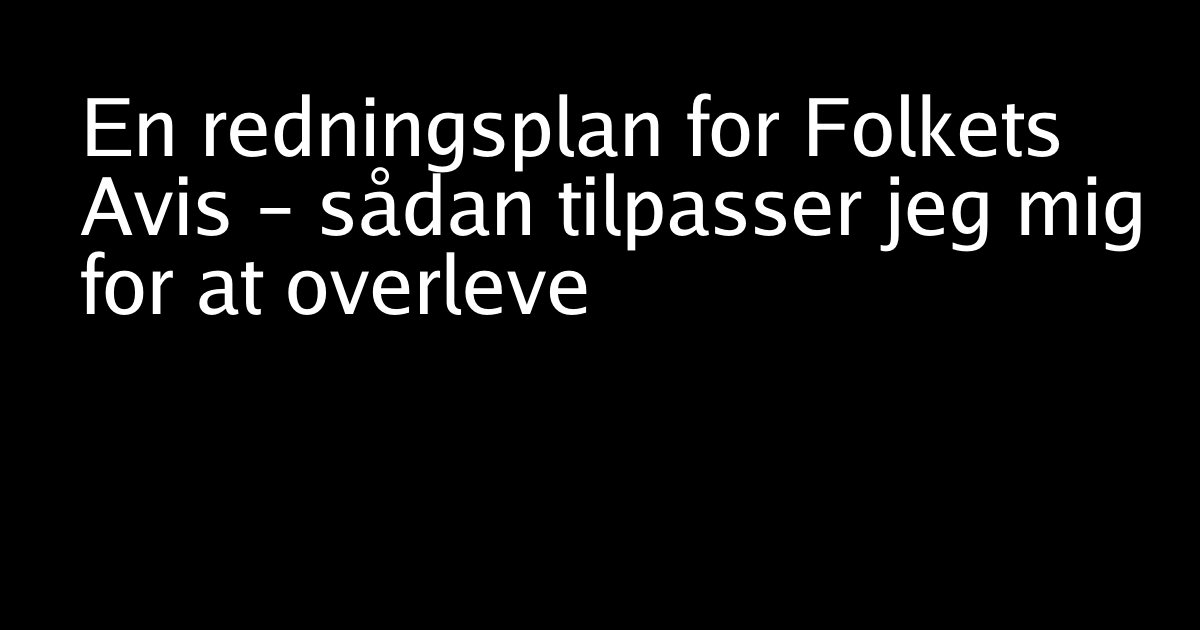 En redningsplan for Folkets
Avis – sådan tilpasser jeg mig
for at overleve